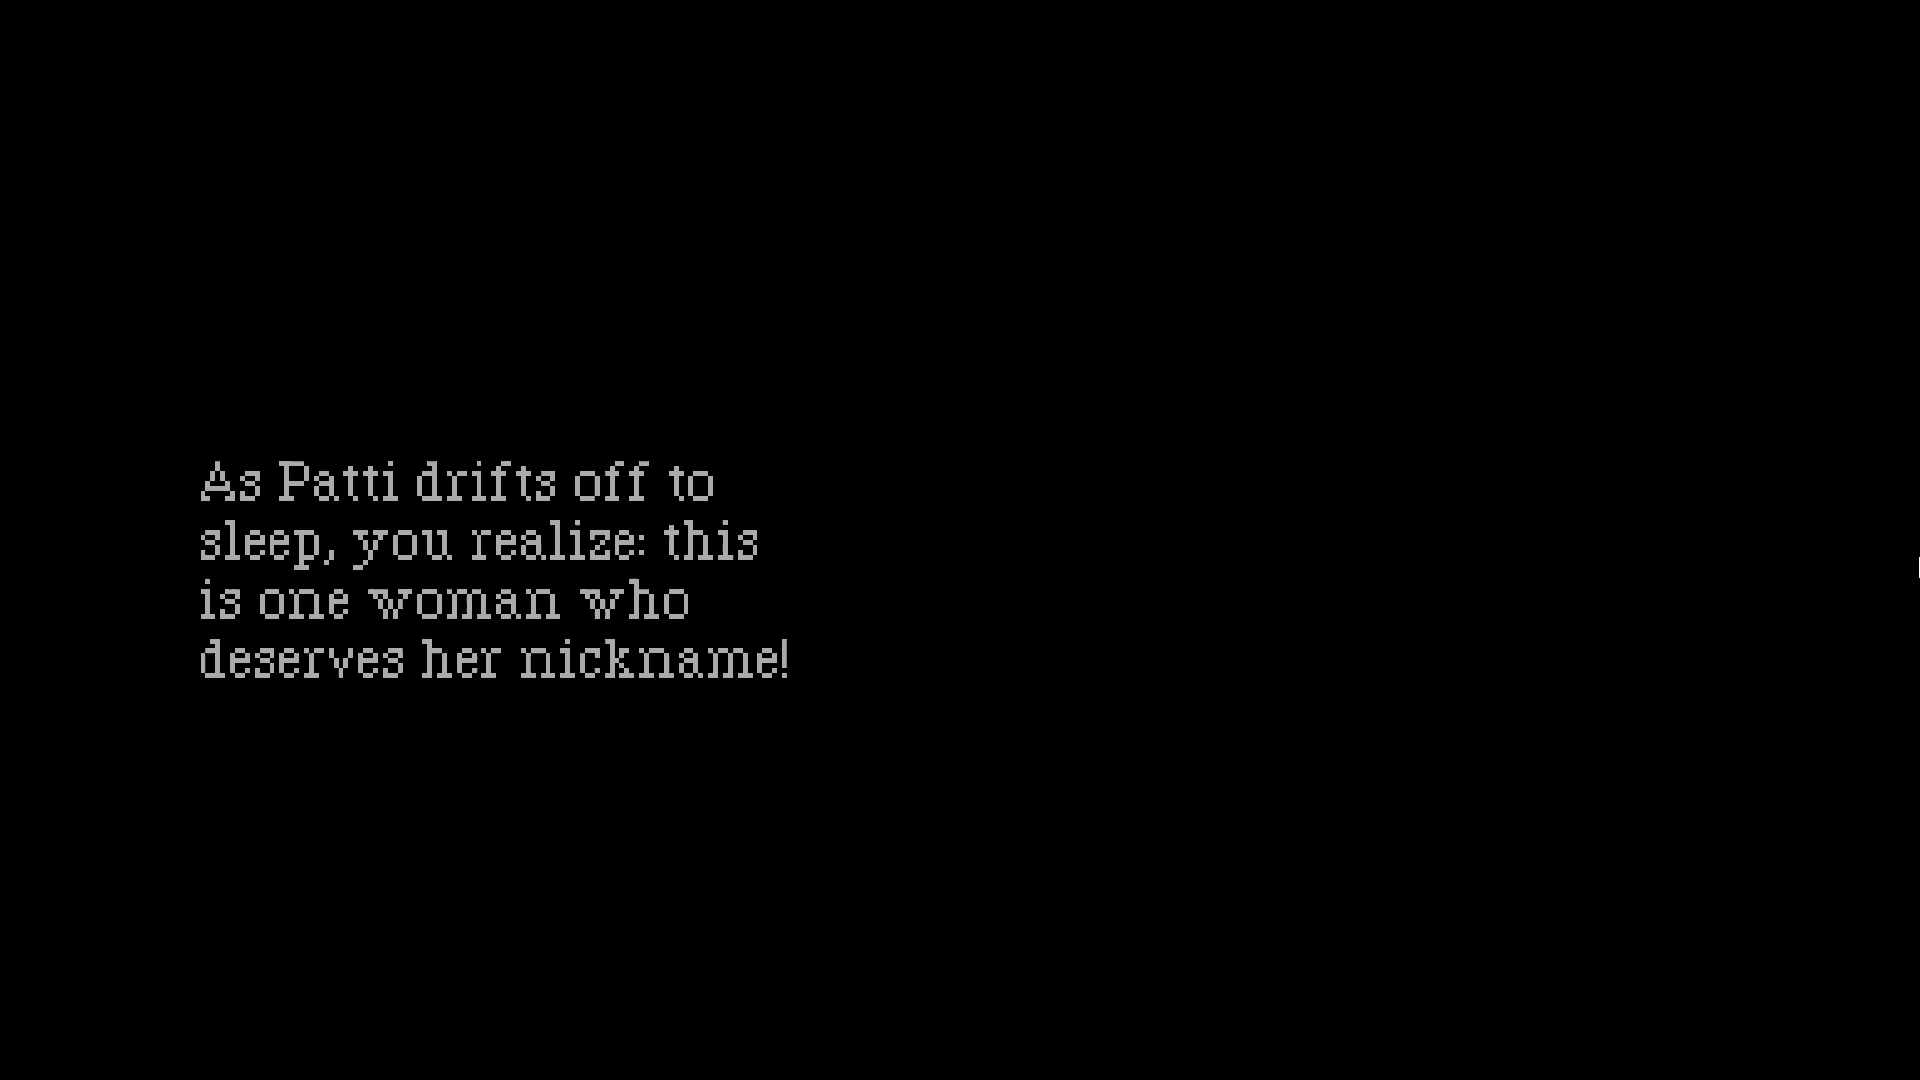 As Patti drifts off to
sleep, you realize: this
is one woman who
deserves her nickname!